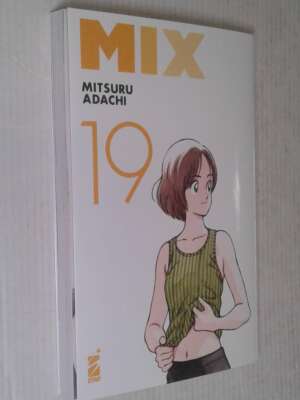 MIX
MITSURU
ADACHI
19